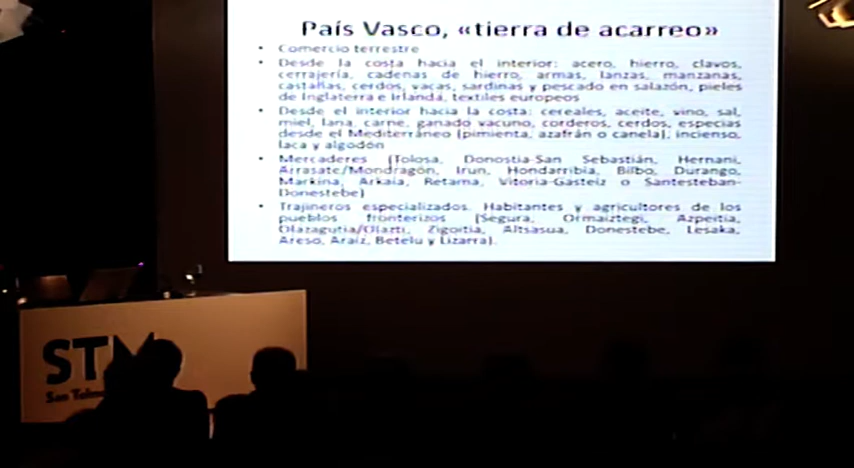 País Vasco, «tierra de acarreo»
• Comercio terrestre
• Desde la costa hacia el interior: acero, hierro, clavos,
cerrajería, cadenas de hierro, armas, lanzas, manzanas,
castañas, cerdos, vacas, sardinas y pescado en salazón, pieles
de Inglaterra e Irlanda, textiles europeos
• Desde el interior hacia la costa: cereales, aceite, vino, sal,
miel, lana, carne, ganado vacuno, corderos, cerdos, especias
desde el Mediterráneo (pimienta, azafrán o canela), incienso,
laca y algodón
• Mercaderes (Tolosa, Donostia-San Sebastián, Hernani,
Arrasate/Mondragón, Irun, Hondarribia, Bilbo, Durango,
Markina, Arkaia, Retama, Vitoria-Gasteiz o Santesteban-
Donestebe)
• Trajineros especializados. Habitantes y agricultores de los
pueblos fronterizos (Segura, Ormaiztegi, Azpeitia,
Olazagutia/Olazti, Zigoitia, Altsasua, Donestebe, Lesaka,
Areso, Araiz, Betelu y Lizarra).
STM
San